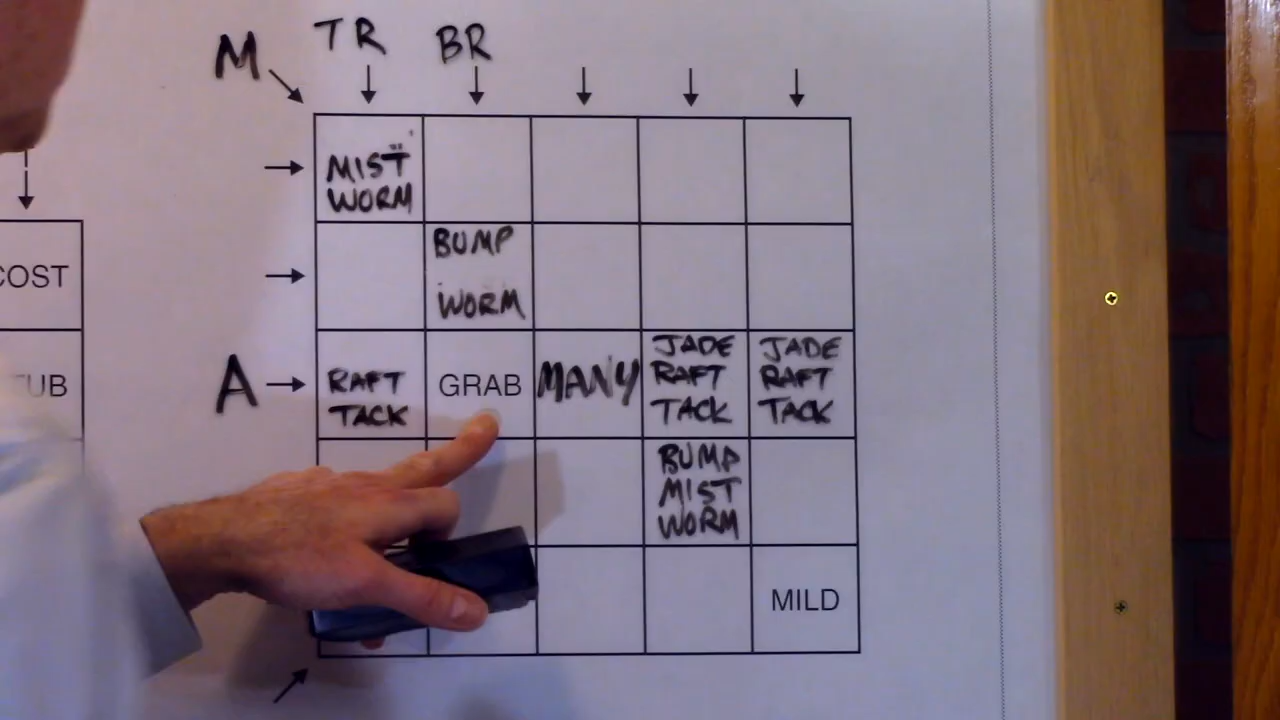 M TR BR
MIST
WORM
BUMP
WORM
COST
A RAFT TACK GRAB MANY JADE RAFT TACK JADE RAFT TACK
UB
BUMP
MIST
WORM
MILD